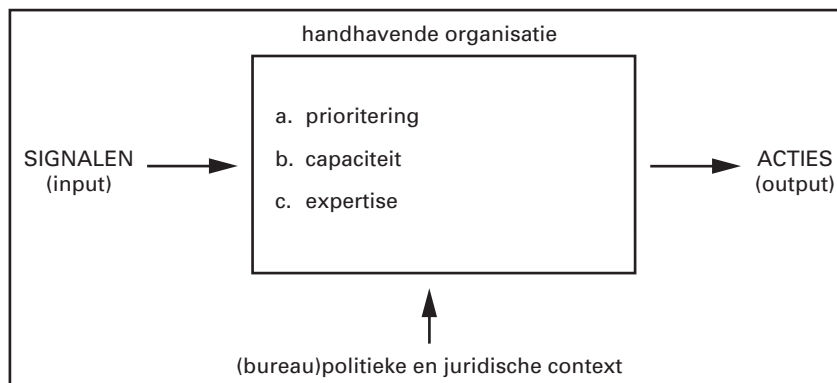 handhavende organisatie
a. prioritering
SIGNALEN
(input)
b. capaciteit
ACTIES
(output)
c. expertise
(bureau)politieke en juridische context